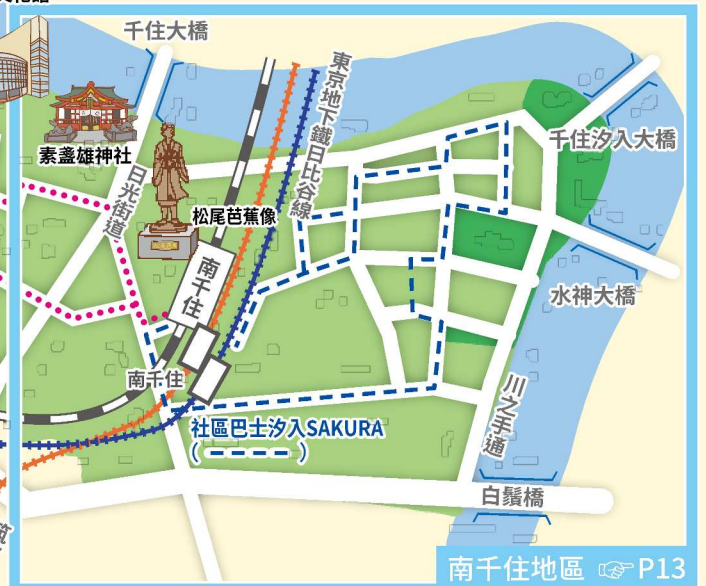 千住大橋
東京地下鐵日比谷線
千住汐入大橋
素盞雄神社
日光街道
松尾芭蕉像
南千住
水神大橋
南千住
川之手通
社區巴士汐入SAKURA
( )
白鬚橋
南千住地區 ☞P13